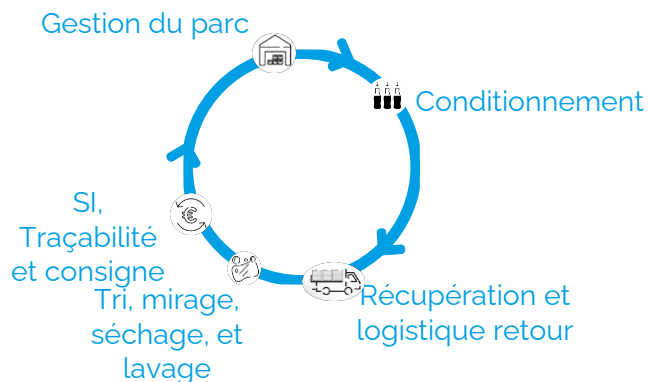 Gestion du parc
Conditionnement
SI,
Traçabilité
et consigne
Tri, mirage,
séchage, et
lavage
Récupération et
logistique retour